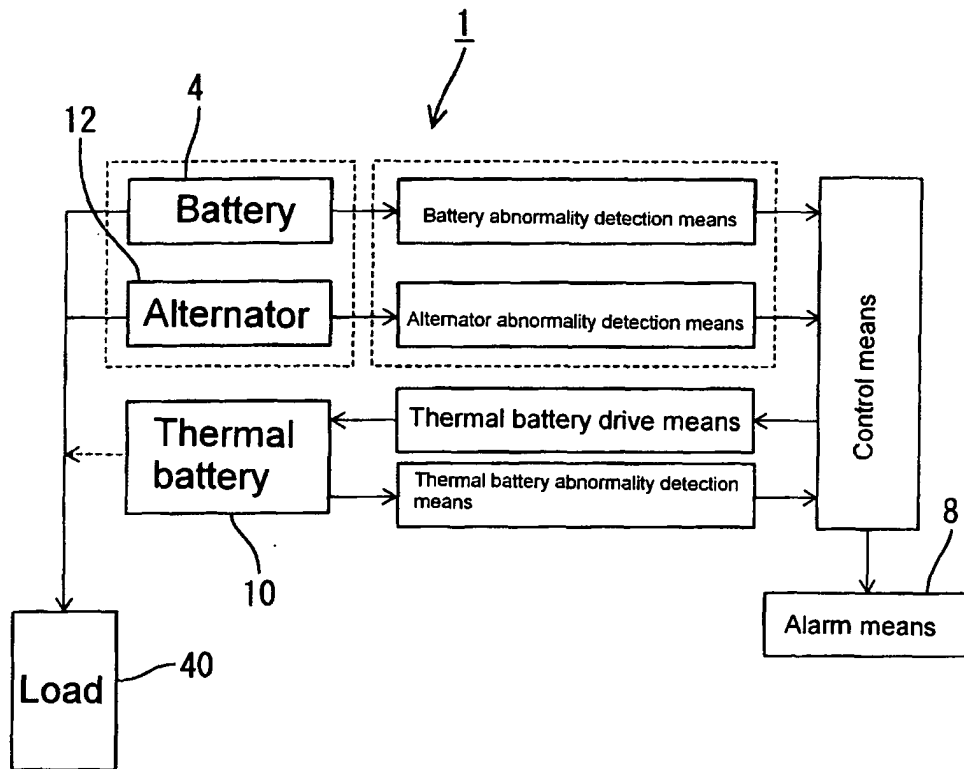 1
4
12
Battery
Battery abnormality detection means
Alternator
Alternator abnormality detection means
Control means
Thermal
battery
Thermal battery drive means
Thermal battery abnormality detection
means
10
8
Alarm means
Load
40